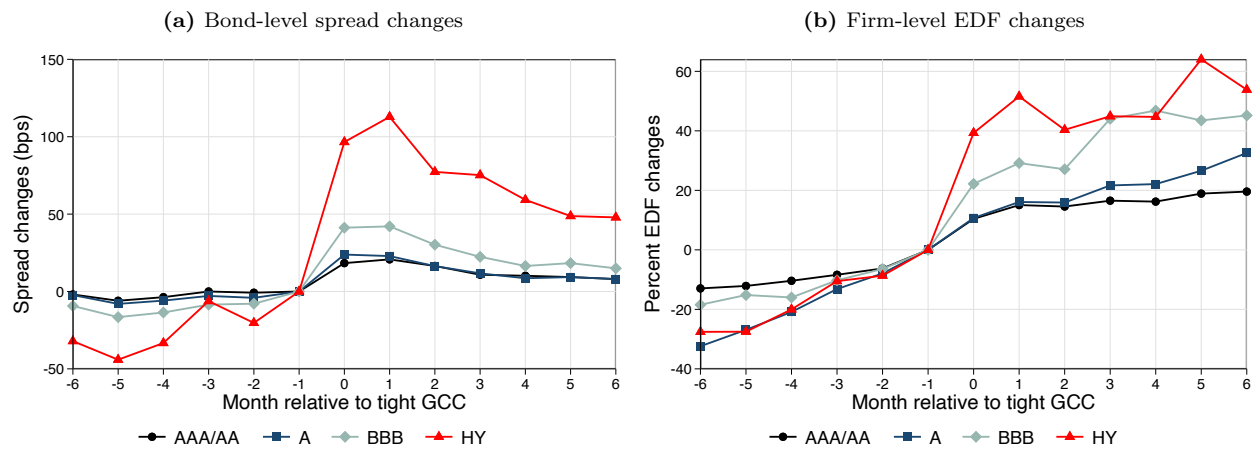 (a) Bond-level spread changes
150
100
50
0
-50
Spread changes (bps)
-6 -5 -4 -3 -2 -1 0 1 2 3 4 5 6
Month relative to tight GCC
AAA/AA A BBB HY
(b) Firm-level EDF changes
60
40
20
0
-20
-40
Percent EDF changes
-6 -5 -4 -3 -2 -1 0 1 2 3 4 5 6
Month relative to tight GCC
AAA/AA A BBB HY